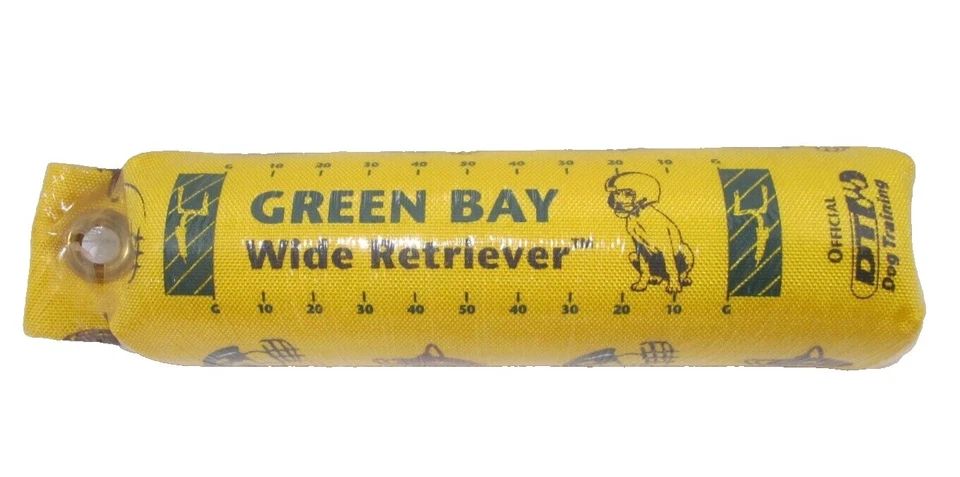 G 10 20 30 40 50 40 30 20 10 G
GREEN BAY
Wide Retriever™
G 10 20 30 40 50 40 30 20 10 G
OFFICIAL
DT
Dog Training